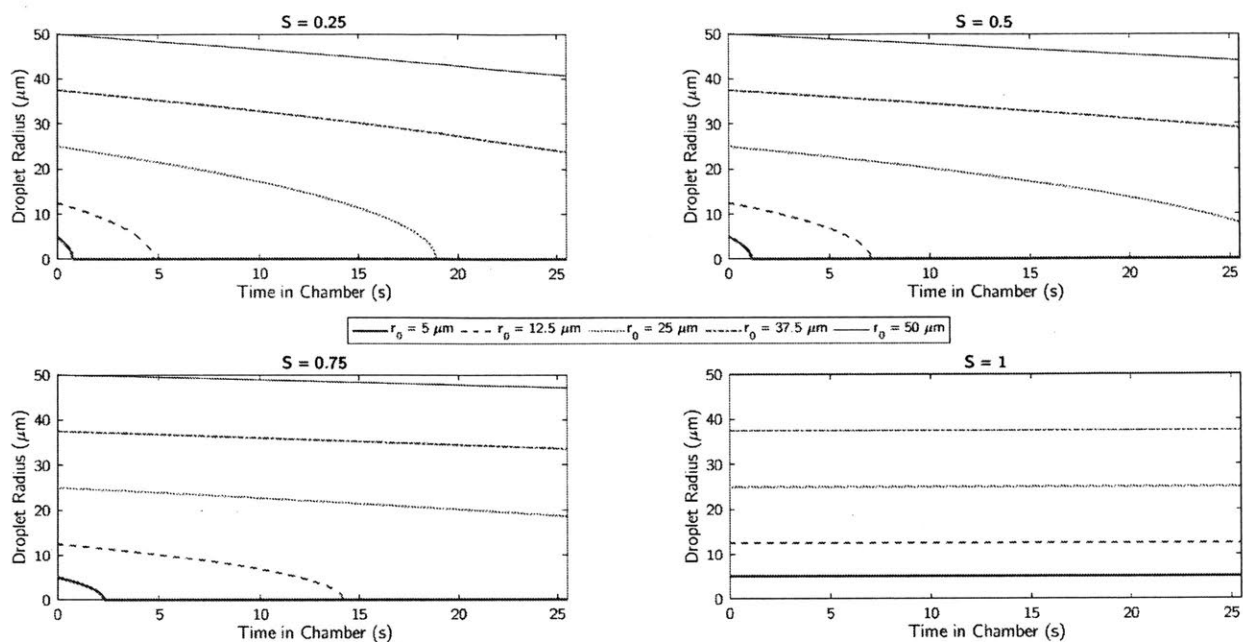 S = 0.25
50
40
30
20
10
0
Droplet Radius (μm)
0 5 10 15 20 25
Time in Chamber (s)
S = 0.5
50
40
30
20
10
0
Droplet Radius (μm)
0 5 10 15 20 25
Time in Chamber (s)
r₀ = 5 μm r₀ = 12.5 μm r₀ = 25 μm r₀ = 37.5 μm r₀ = 50 μm
S = 0.75
50
40
30
20
10
0
Droplet Radius (μm)
0 5 10 15 20 25
Time in Chamber (s)
S = 1
50
40
30
20
10
0
Droplet Radius (μm)
0 5 10 15 20 25
Time in Chamber (s)